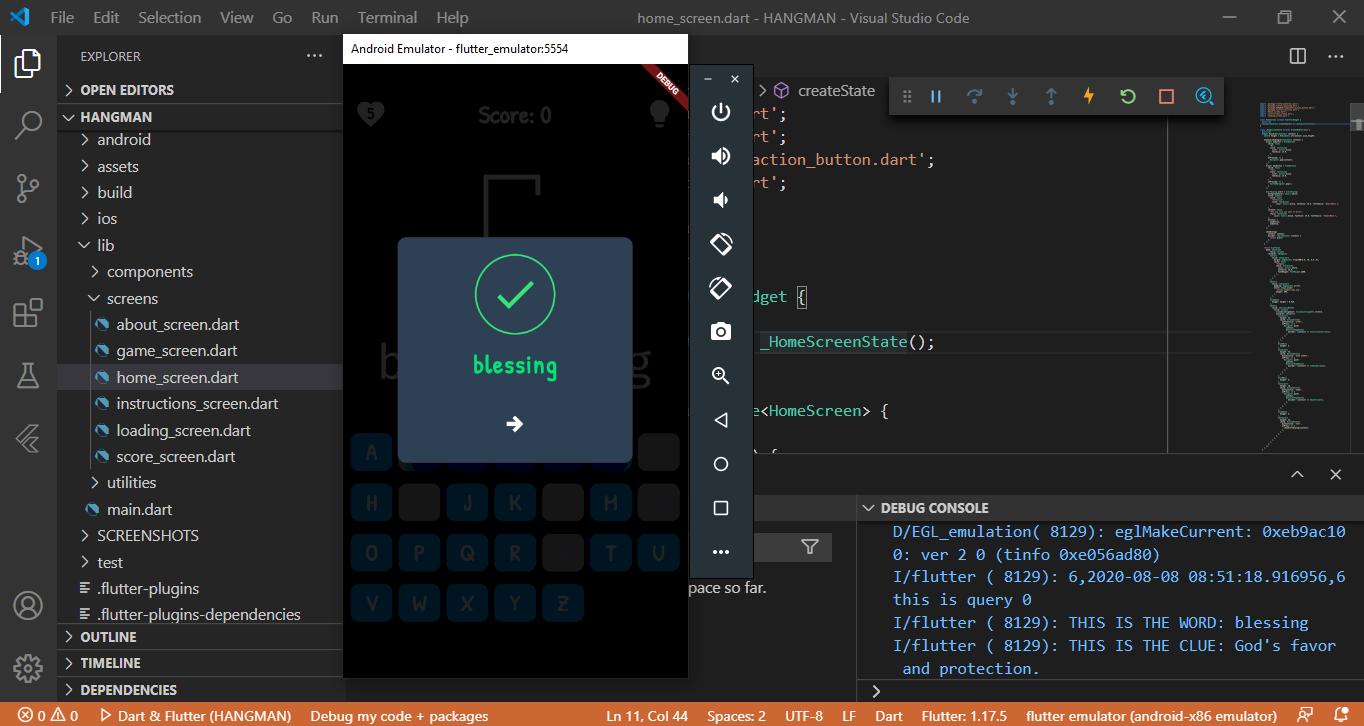 File Edit Selection View Go Run Terminal Help
home_screen.dart - HANGMAN - Visual Studio Code
EXPLORER
OPEN EDITORS
HANGMAN
android
assets
build
ios
lib
components
screens
about_screen.dart
game_screen.dart
home_screen.dart
instructions_screen.dart
loading_screen.dart
score_screen.dart
utilities
main.dart
SCREENSHOTS
test
.flutter-plugins
.flutter-plugins-dependencies
OUTLINE
TIMELINE
DEPENDENCIES
1
Android Emulator - flutter_emulator:5554
DEBUG
5
Score: 0
blessing
A
H J K M
O P Q R T U
V W X Y Z
createState
rt';
rt';
action_button.dart';
rt';
dget {
_HomeScreenState();
e<HomeScreen> {
) {
pace so far.
DEBUG CONSOLE
D/EGL_emulation( 8129): eglMakeCurrent: 0xeb9ac10
0: ver 2 0 (tinfo 0xe056ad80)
I/flutter ( 8129): 6,2020-08-08 08:51:18.916956,6
this is query 0
I/flutter ( 8129): THIS IS THE WORD: blessing
I/flutter ( 8129): THIS IS THE CLUE: God's favor
and protection.
0 0 Dart & Flutter (HANGMAN) Debug my code + packages Ln 11, Col 44 Spaces: 2 UTF-8 LF Dart Flutter: 1.17.5 flutter emulator (android-x86 emulator)